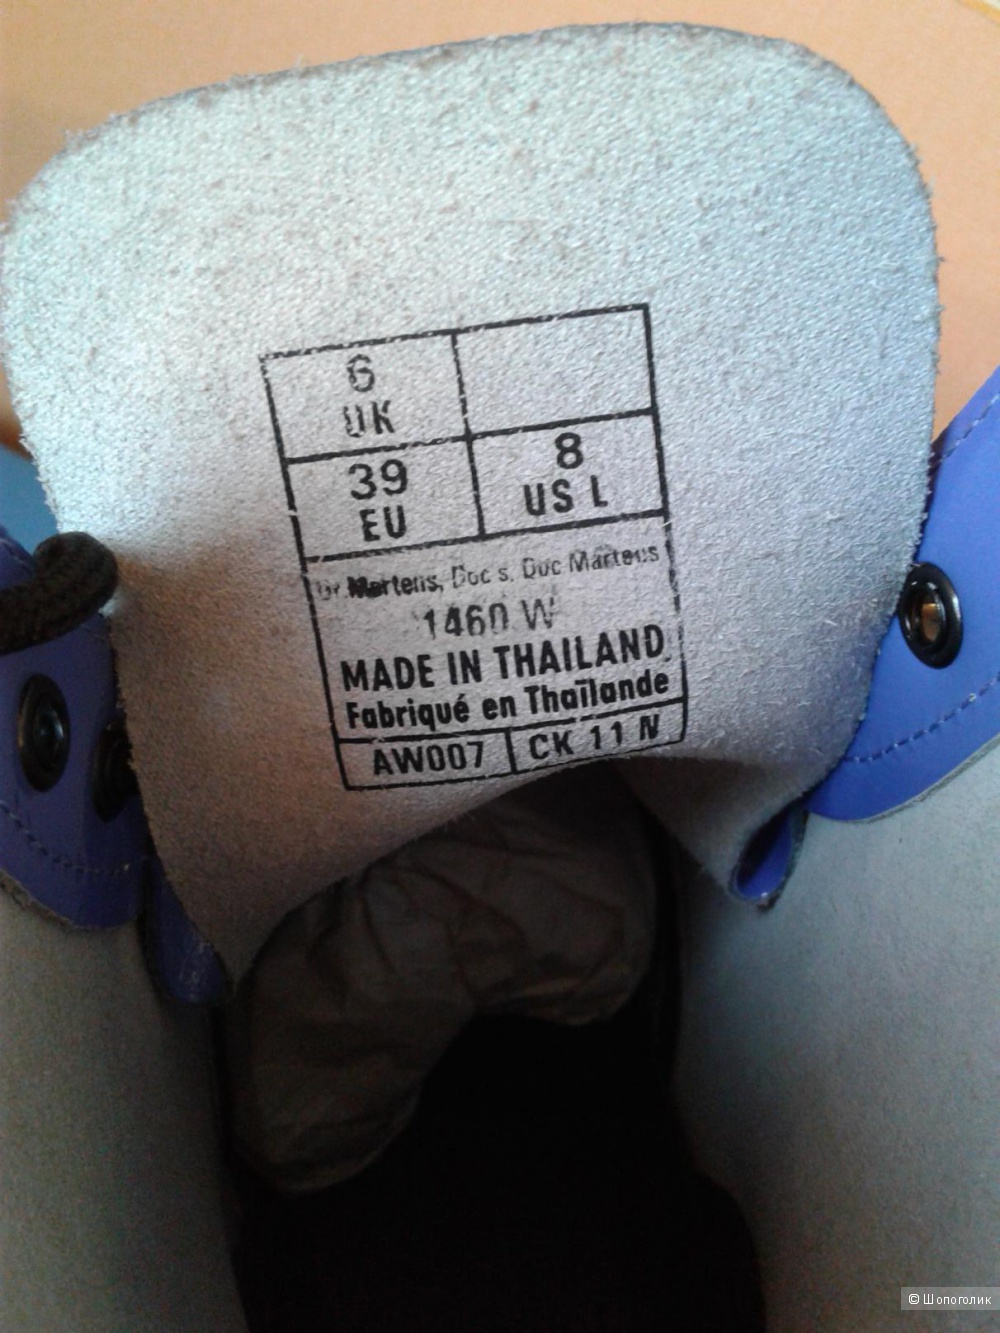 6
UK
39
EU
8
US L
Dr. Martens, Doc's, Doc Martens
1460 W
MADE IN THAILAND
Fabriqué en Thaïlande
AW007
CK 11 N
© Шопоголик